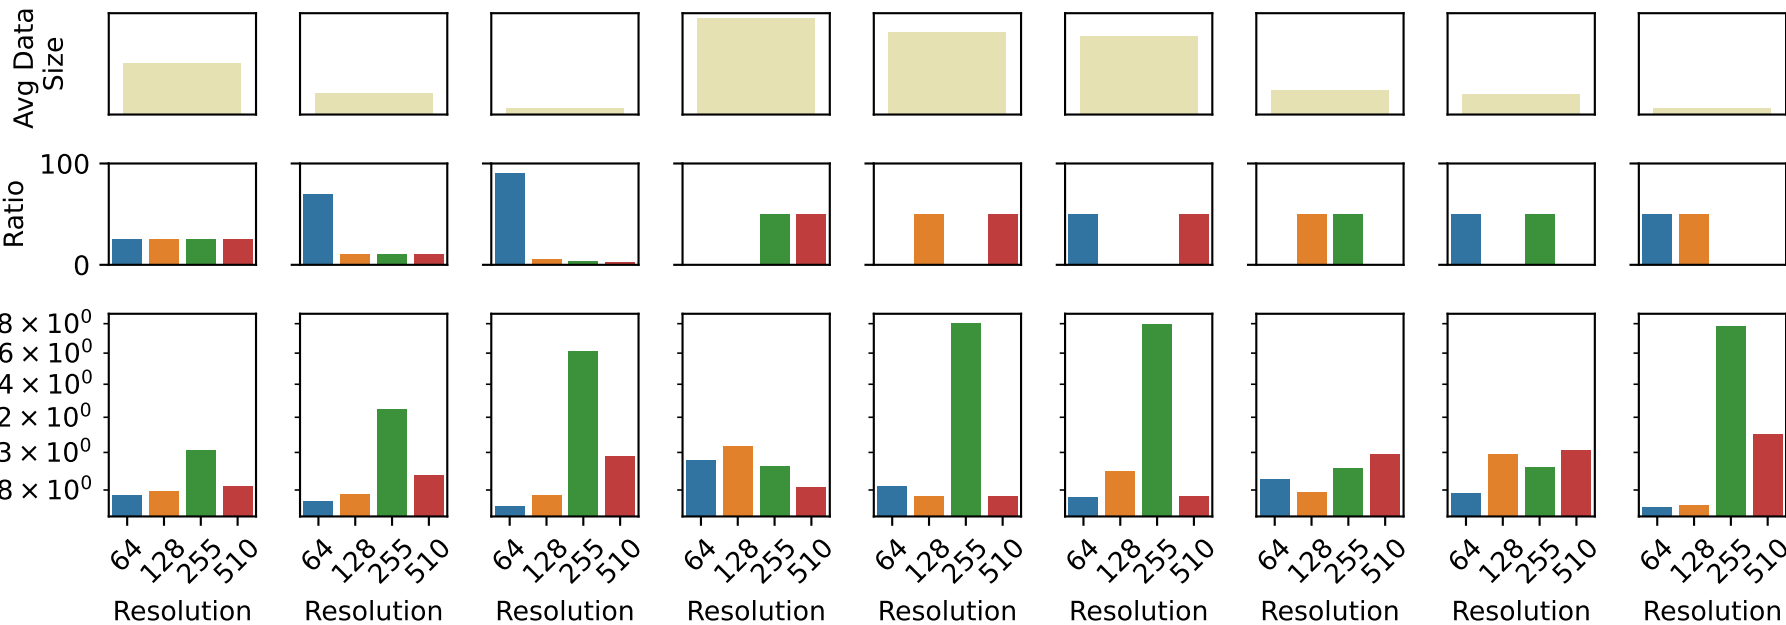 Avg Data
Size
Ratio
100
0
8 × 10⁰
6 × 10⁰
4 × 10⁰
2 × 10⁰
3 × 10⁰
8 × 10⁰
64 128 255 510 64 128 255 510 64 128 255 510 64 128 255 510 64 128 255 510 64 128 255 510 64 128 255 510 64 128 255 510 64 128 255 510
Resolution Resolution Resolution Resolution Resolution Resolution Resolution Resolution Resolution